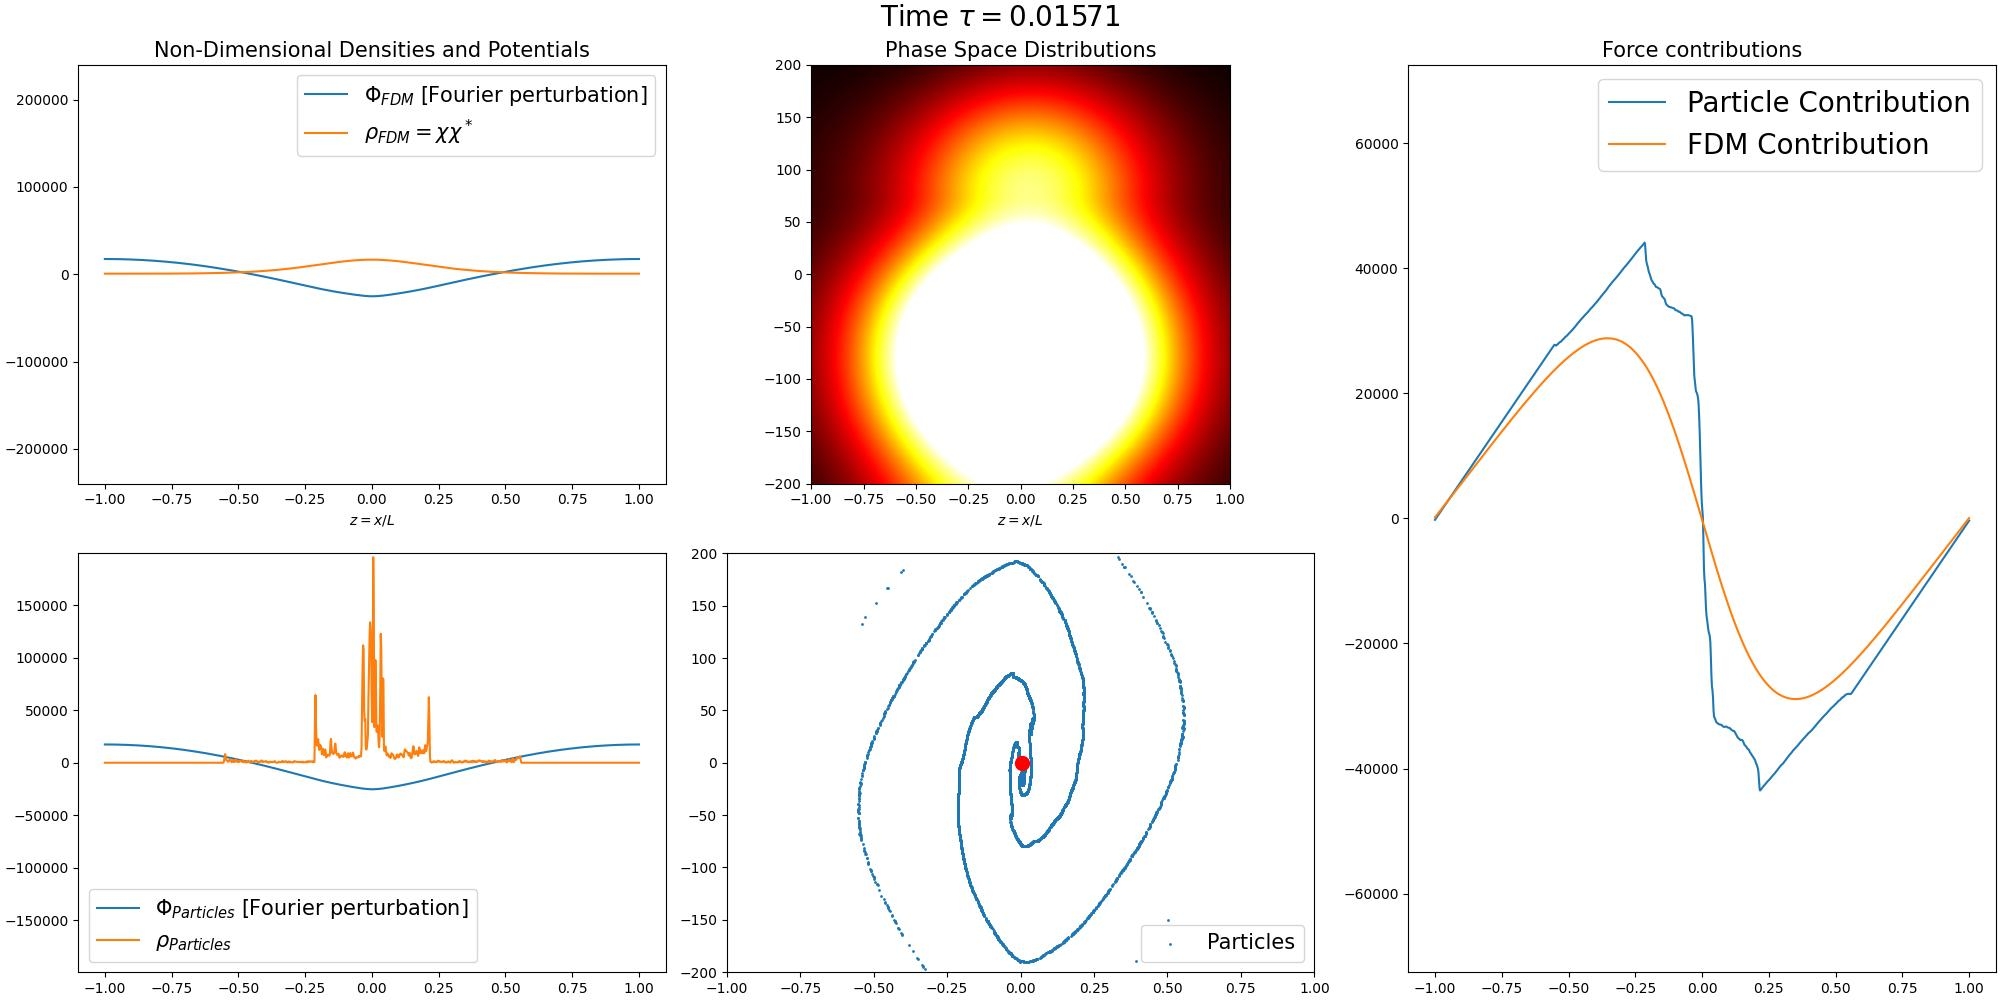 Time τ = 0.01571
Non-Dimensional Densities and Potentials
200000
100000
0
−100000
−200000
−1.00 −0.75 −0.50 −0.25 0.00 0.25 0.50 0.75 1.00
z = x/L
Φ_FDM [Fourier perturbation]
ρ_FDM = χχ*
Phase Space Distributions
200
150
100
50
0
−50
−100
−150
−200
−1.00 −0.75 −0.50 −0.25 0.00 0.25 0.50 0.75 1.00
z = x/L
Force contributions
Particle Contribution
FDM Contribution
60000
40000
20000
0
−20000
−40000
−60000
−1.00 −0.75 −0.50 −0.25 0.00 0.25 0.50 0.75 1.00
150000
100000
50000
0
−50000
−100000
−150000
Φ_Particles [Fourier perturbation]
ρ_Particles
−1.00 −0.75 −0.50 −0.25 0.00 0.25 0.50 0.75 1.00
200
150
100
50
0
−50
−100
−150
−200
Particles
−1.00 −0.75 −0.50 −0.25 0.00 0.25 0.50 0.75 1.00